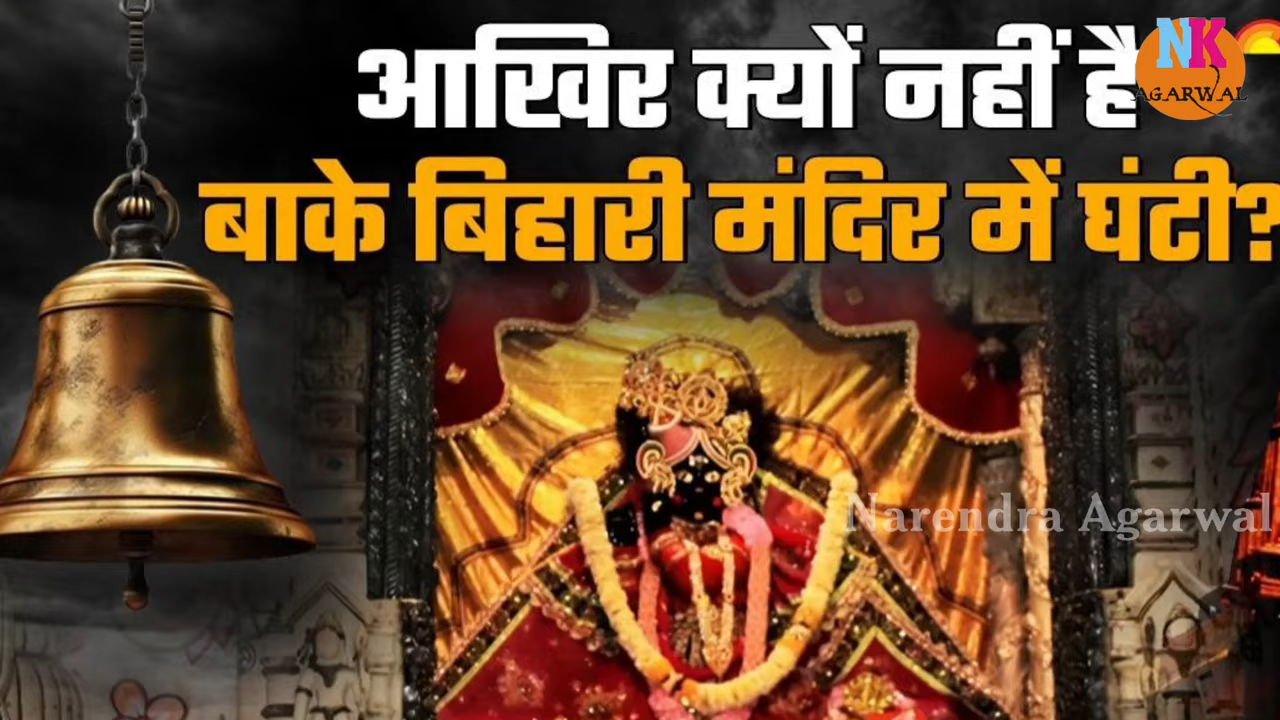 आखिर क्यों नहीं है
बाके बिहारी मंदिर में घंटी?
NK
AGARWAL
Narendra Agarwal